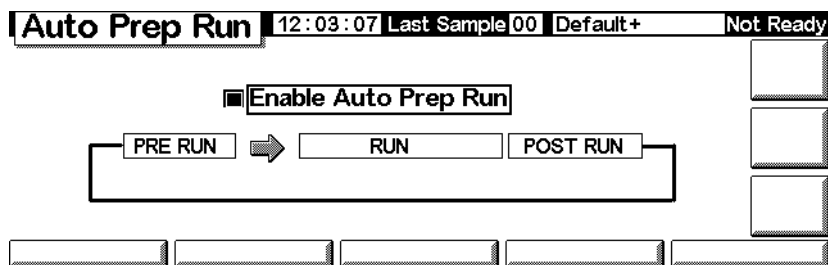 Auto Prep Run 12:03:07 Last Sample 00 Default+ Not Ready
Enable Auto Prep Run
PRE RUN RUN POST RUN